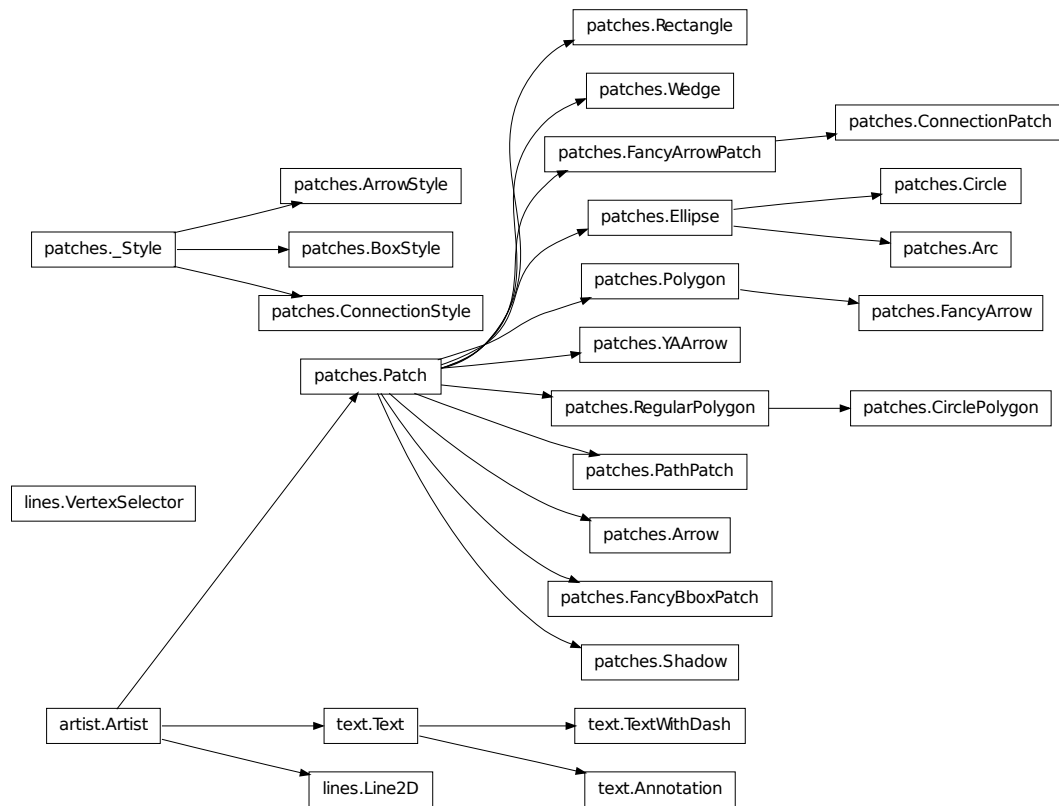 patches.Rectangle
patches.Wedge
patches.ConnectionPatch
patches.FancyArrowPatch
patches.ArrowStyle
patches.Circle
patches.Ellipse
patches._Style
patches.BoxStyle
patches.Arc
patches.Polygon
patches.ConnectionStyle
patches.FancyArrow
patches.YAArrow
patches.Patch
patches.RegularPolygon
patches.CirclePolygon
patches.PathPatch
lines.VertexSelector
patches.Arrow
patches.FancyBboxPatch
patches.Shadow
artist.Artist
text.Text
text.TextWithDash
lines.Line2D
text.Annotation